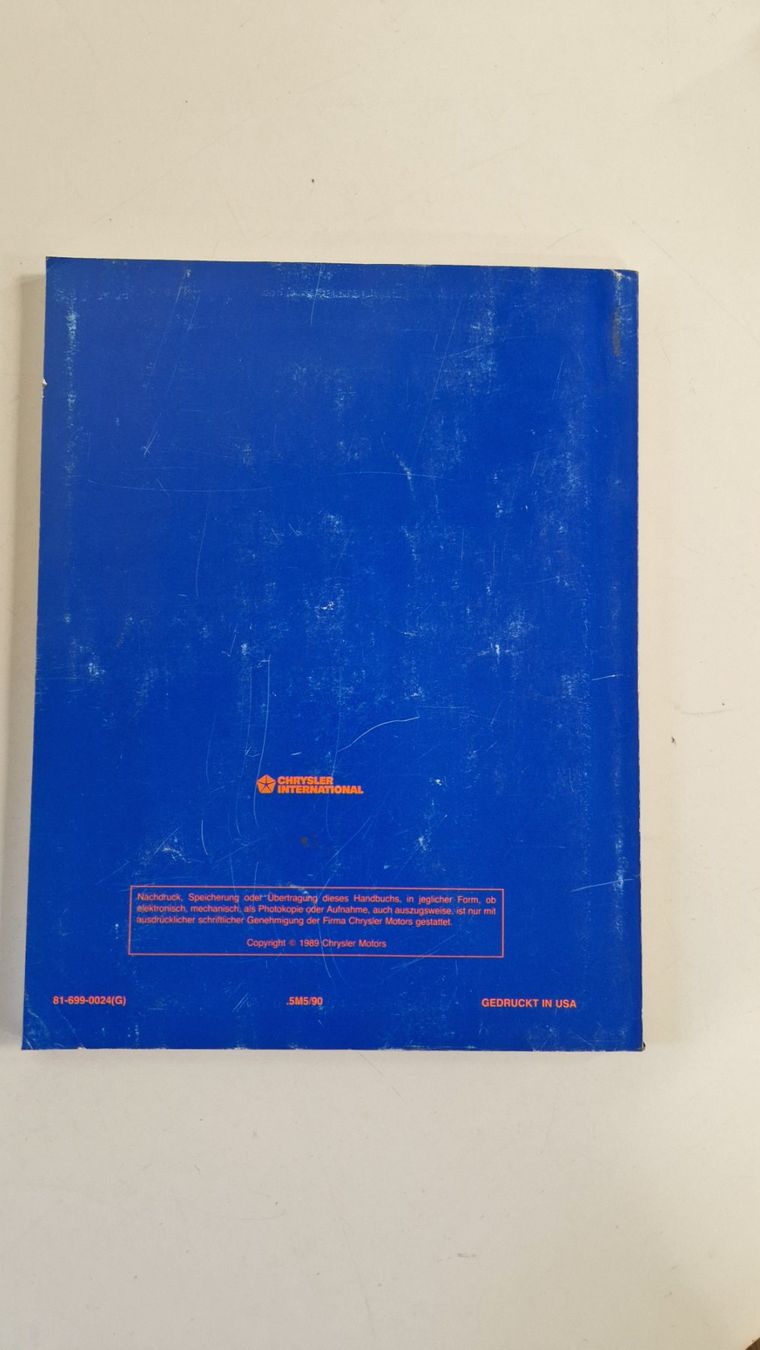 CHRYSLER
INTERNATIONAL
Nachdruck, Speicherung oder Übertragung dieses Handbuchs, in jeglicher Form, ob
elektronisch, mechanisch, als Photokopie oder Aufnahme, auch auszugsweise, ist nur mit
ausdrücklicher schriftlicher Genehmigung der Firma Chrysler Motors gestattet.
Copyright © 1989 Chrysler Motors
81-699-0024(G) .5M5/90 GEDRUCKT IN USA